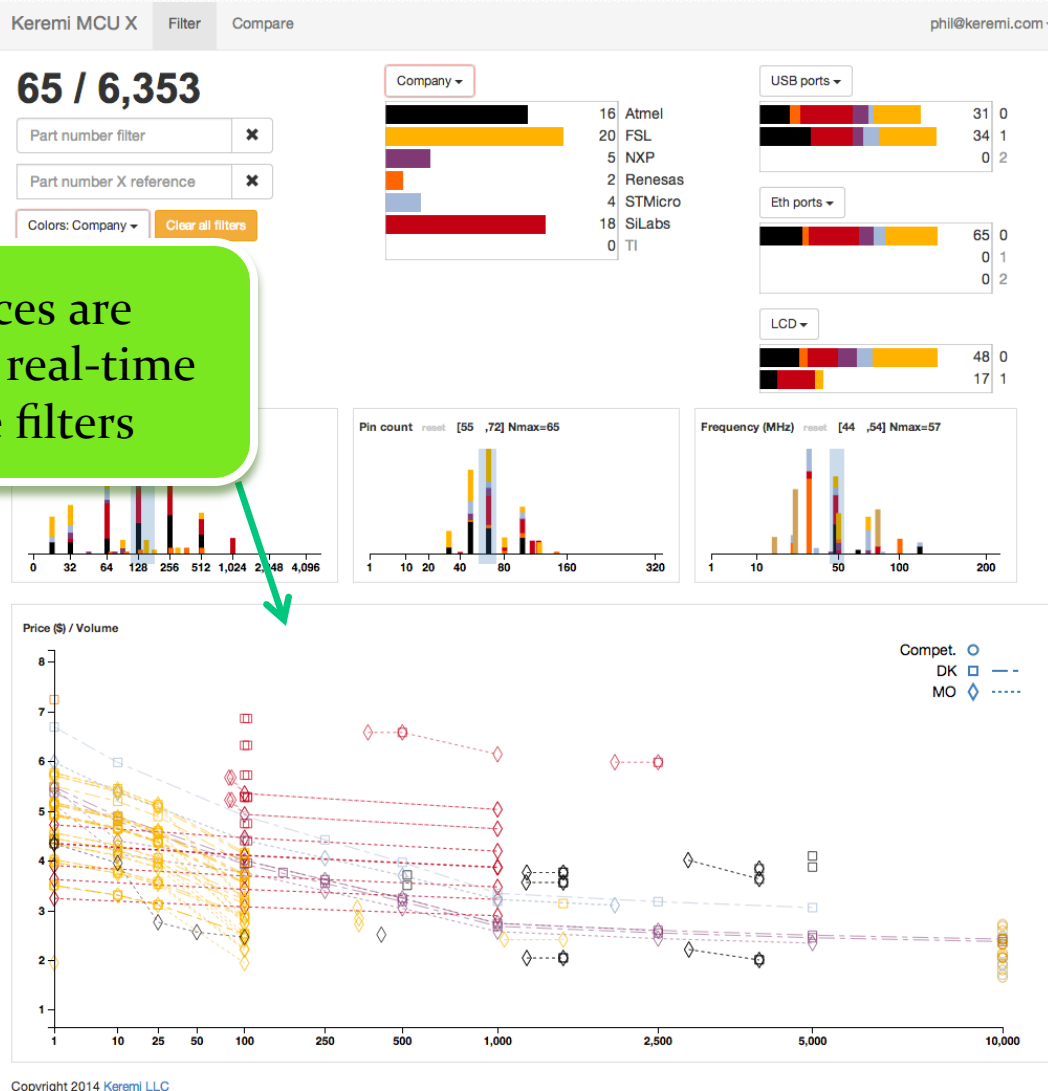 Keremi MCU X Filter Compare phil@keremi.com
65 / 6,353
Part number filter ✖
Part number X reference ✖
Colors: Company Clear all filters
Company
16 Atmel
20 FSL
5 NXP
2 Renesas
4 STMicro
18 SiLabs
0 TI
USB ports
31 0
34 1
0 2
Eth ports
65 0
0 1
0 2
LCD
48 0
17 1
ces are
real-time
filters
0 32 64 128 256 512 1,024 4,096
Pin count reset [55 ,72] Nmax=65
1 10 20 40 80 160 320
Frequency (MHz) reset [44 ,54] Nmax=57
1 10 50 100 200
Price ($) / Volume
Compet.
DK
MO
8
7
6
5
4
3
2
1
1 10 25 50 100 250 500 1,000 2,500 5,000 10,000
Copyright 2014 Keremi LLC